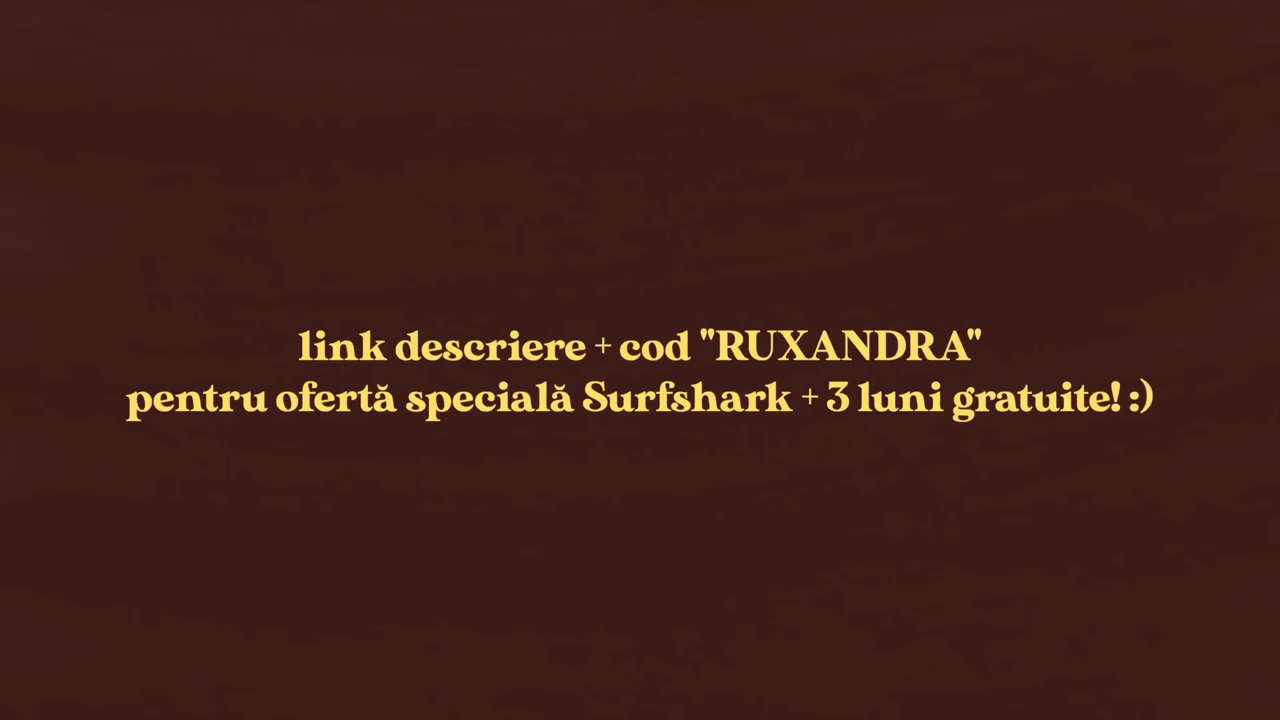 link descriere + cod "RUXANDRA"
pentru ofertă specială Surfshark + 3 luni gratuite! :)